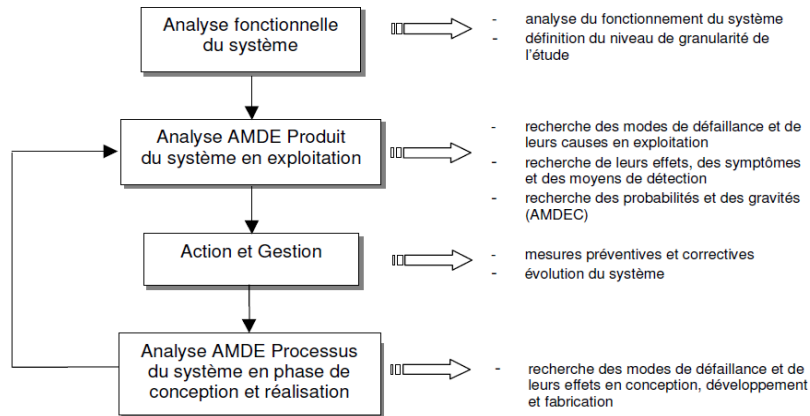 Analyse fonctionnelle
du système
- analyse du fonctionnement du système
- définition du niveau de granularité de
l'étude
Analyse AMDE Produit
du système en exploitation
- recherche des modes de défaillance et de
leurs causes en exploitation
- recherche de leurs effets, des symptômes
et des moyens de détection
- recherche des probabilités et des gravités
(AMDEC)
Action et Gestion
- mesures préventives et correctives
- évolution du système
Analyse AMDE Processus
du système en phase de
conception et réalisation
- recherche des modes de défaillance et de
leurs effets en conception, développement
et fabrication